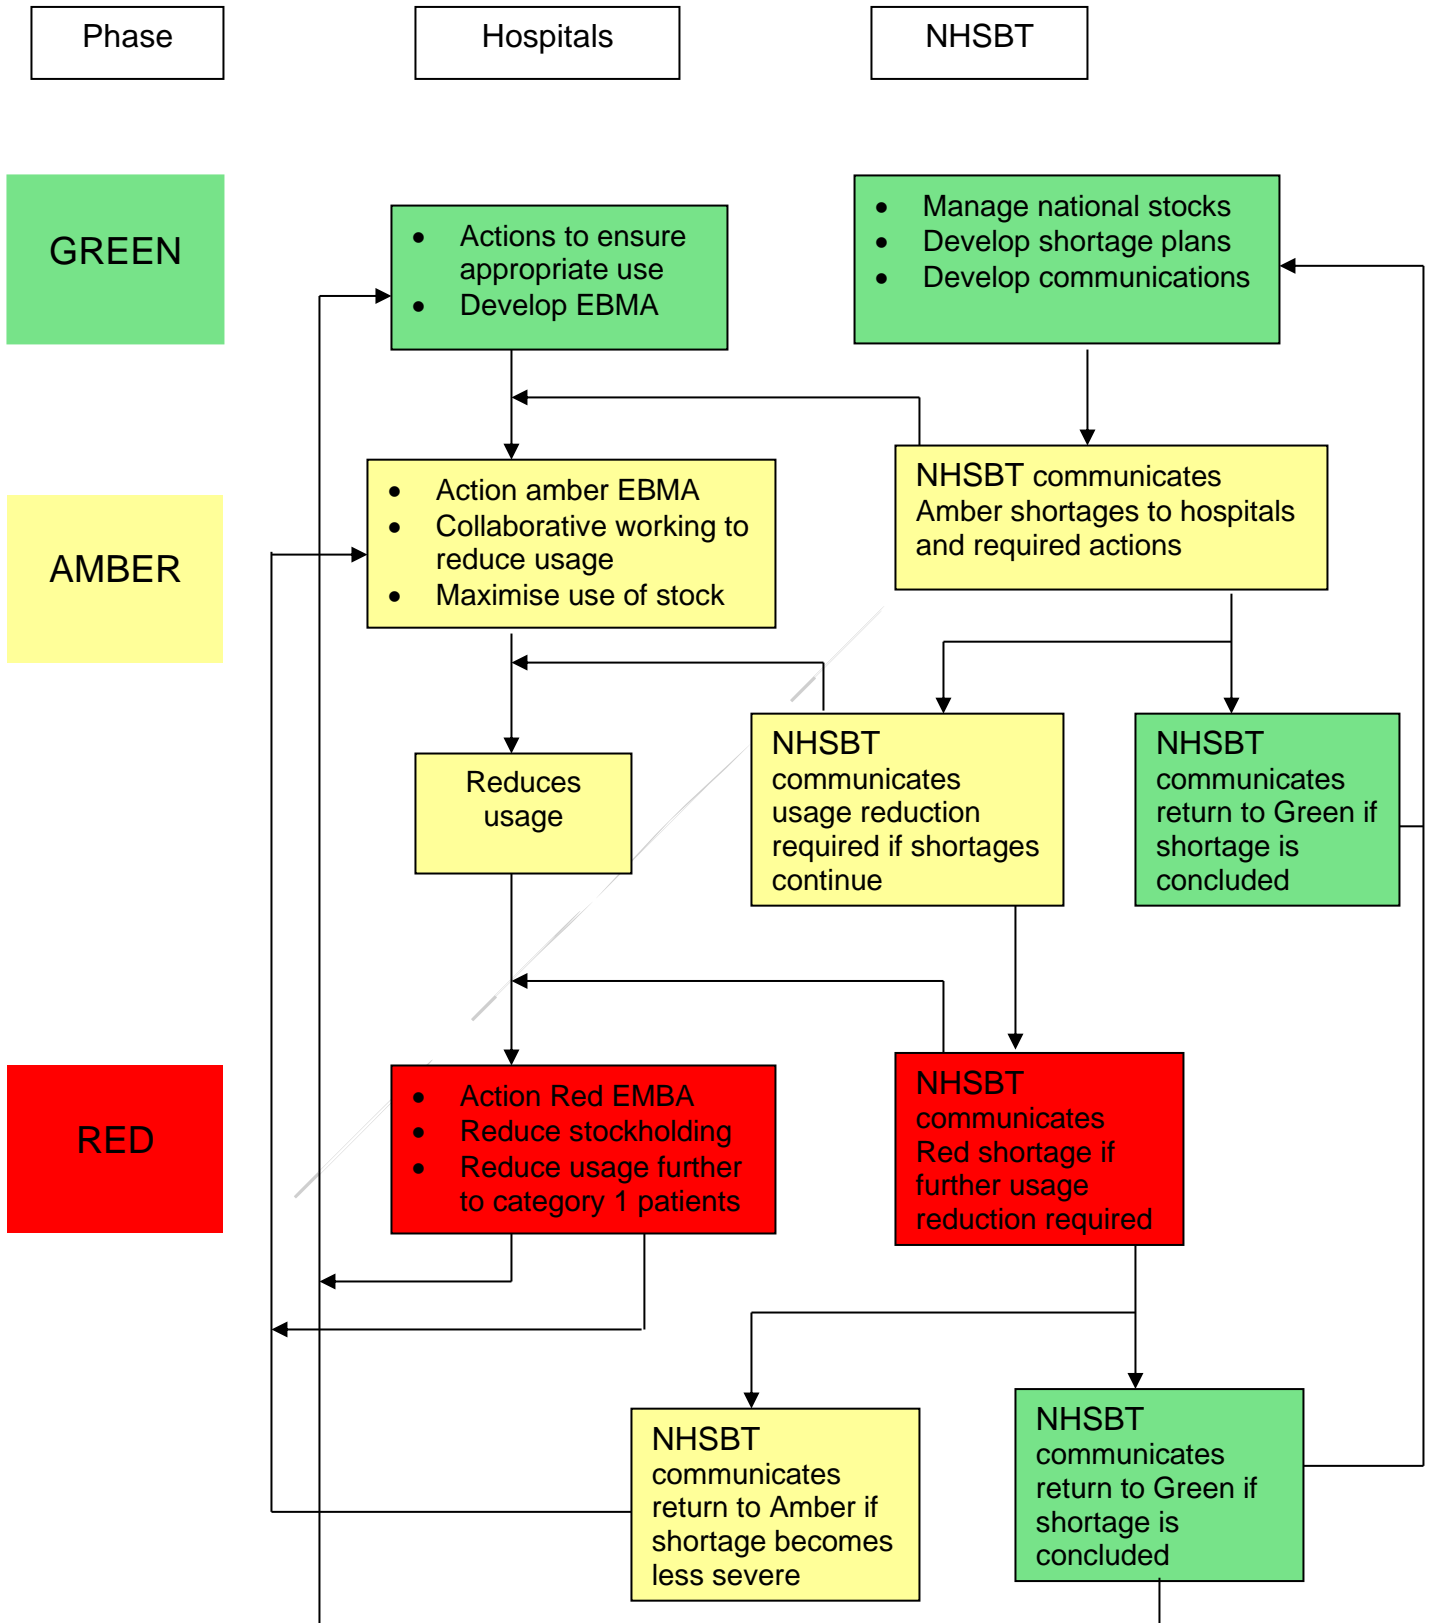 Phase
Hospitals
NHSBT
GREEN
• Actions to ensure
appropriate use
• Develop EBMA
• Manage national stocks
• Develop shortage plans
• Develop communications
AMBER
• Action amber EBMA
• Collaborative working to
reduce usage
• Maximise use of stock
NHSBT communicates
Amber shortages to hospitals
and required actions
Reduces
usage
NHSBT
communicates
usage reduction
required if shortages
continue
NHSBT
communicates
return to Green if
shortage is
concluded
RED
• Action Red EMBA
• Reduce stockholding
• Reduce usage further
to category 1 patients
NHSBT
communicates
Red shortage if
further usage
reduction required
NHSBT
communicates
return to Amber if
shortage becomes
less severe
NHSBT
communicates
return to Green if
shortage is
concluded